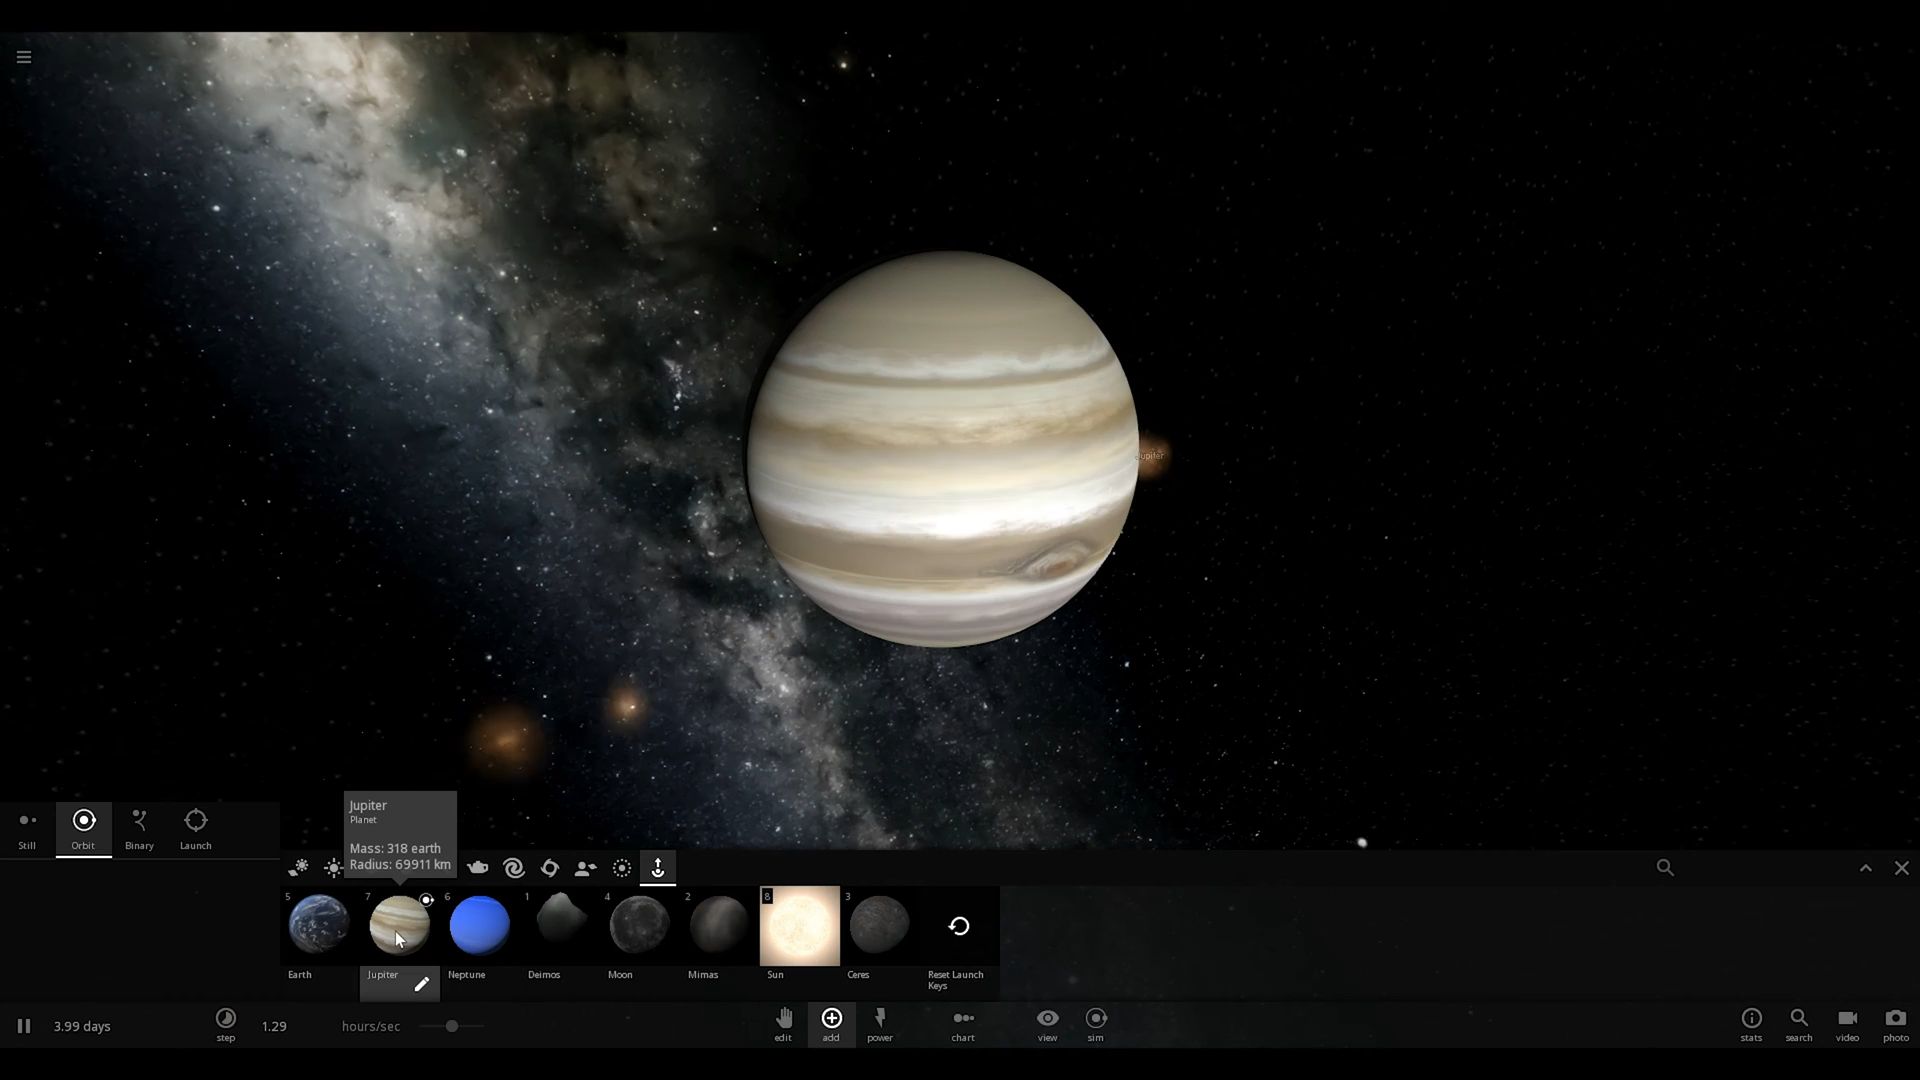 Jupiter
Jupiter
Planet
Mass: 318 earth
Radius: 69911 km
Still
Orbit
Binary
Launch
5
7
6
1
4
2
8
3
Earth
Jupiter
Neptune
Deimos
Moon
Mimas
Sun
Ceres
Reset Launch
Keys
3.99 days
step
1.29
hours/sec
edit
add
power
chart
view
sim
stats
search
video
photo